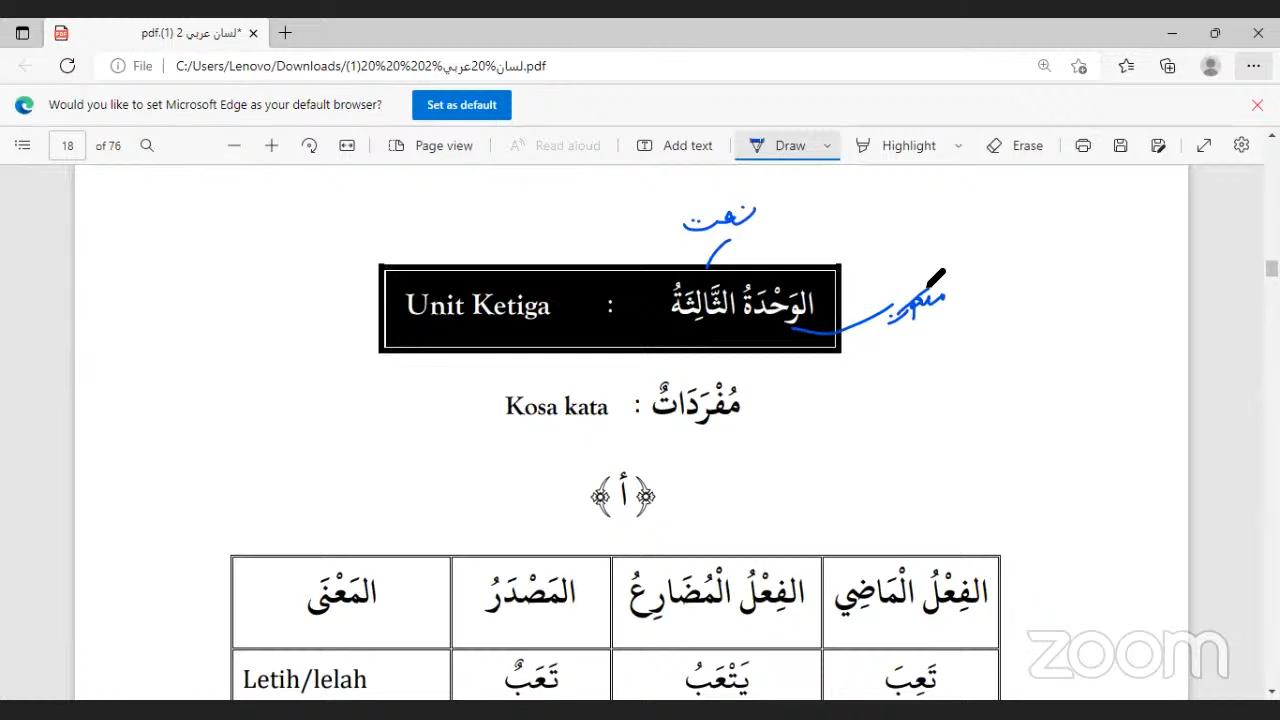 لسان عربي 2 (1).pdf*
File C:/Users/Lenovo/Downloads/(1)20%20%202%لسان%20عربي.pdf
Would you like to set Microsoft Edge as your default browser? Set as default
18 of 76 Page view Read aloud Add text Draw Highlight Erase
نعت
Unit Ketiga : الوَحْدَةُ الثَّالِثَةُ
Kosa kata : مُفْرَدَاتٌ
﴿ أ ﴾
الفِعْلُ الْمَاضِي الفِعْلُ الْمُضَارِعُ المَصْدَرُ المَعْنَى
تَعِبَ يَتْعَبُ تَعَبٌ Letih/lelah
zoom